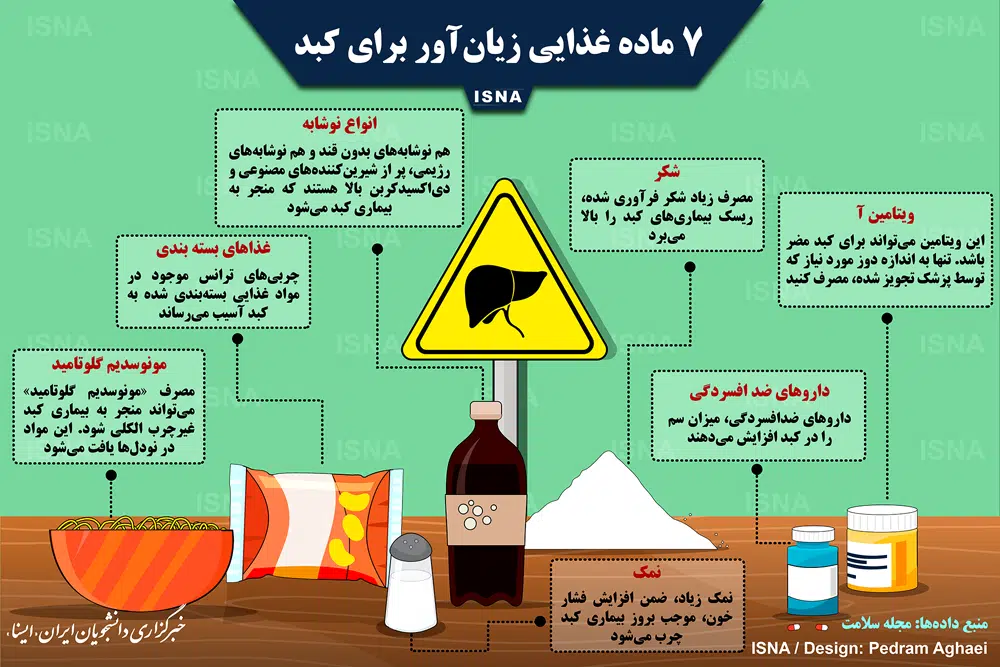 ۷ ماده غذایی زیان‌آور برای کبد
ISNA
انواع نوشابه
هم نوشابه‌های بدون قند و هم نوشابه‌های
رژیمی، پر از شیرین‌کننده‌های مصنوعی و
دی‌اکسیدکربن بالا هستند که منجر به
بیماری کبد می‌شود
شکر
مصرف زیاد شکر فرآوری شده،
ریسک بیماری‌های کبد را بالا
می‌برد
ویتامین آ
این ویتامین می‌تواند برای کبد مضر
باشد. تنها به اندازه دوز مورد نیاز که
توسط پزشک تجویز شده، مصرف کنید
غذاهای بسته بندی
چربی‌های ترانس موجود در
مواد غذایی بسته‌بندی شده به
کبد آسیب می‌رساند
مونوسدیم گلوتامید
مصرف «مونوسدیم گلوتامید»
می‌تواند منجر به بیماری کبد
غیرچرب الکلی شود. این مواد
در نودل‌ها یافت می‌شود
داروهای ضد افسردگی
داروهای ضدافسردگی، میزان سم
را در کبد افزایش می‌دهند
نمک
نمک زیاد، ضمن افزایش فشار
خون، موجب بروز بیماری کبد
چرب می‌شود
خبرگزاری دانشجویان ایران، ایسنا،
منبع داده‌ها: مجله سلامت
ISNA / Design: Pedram Aghaei